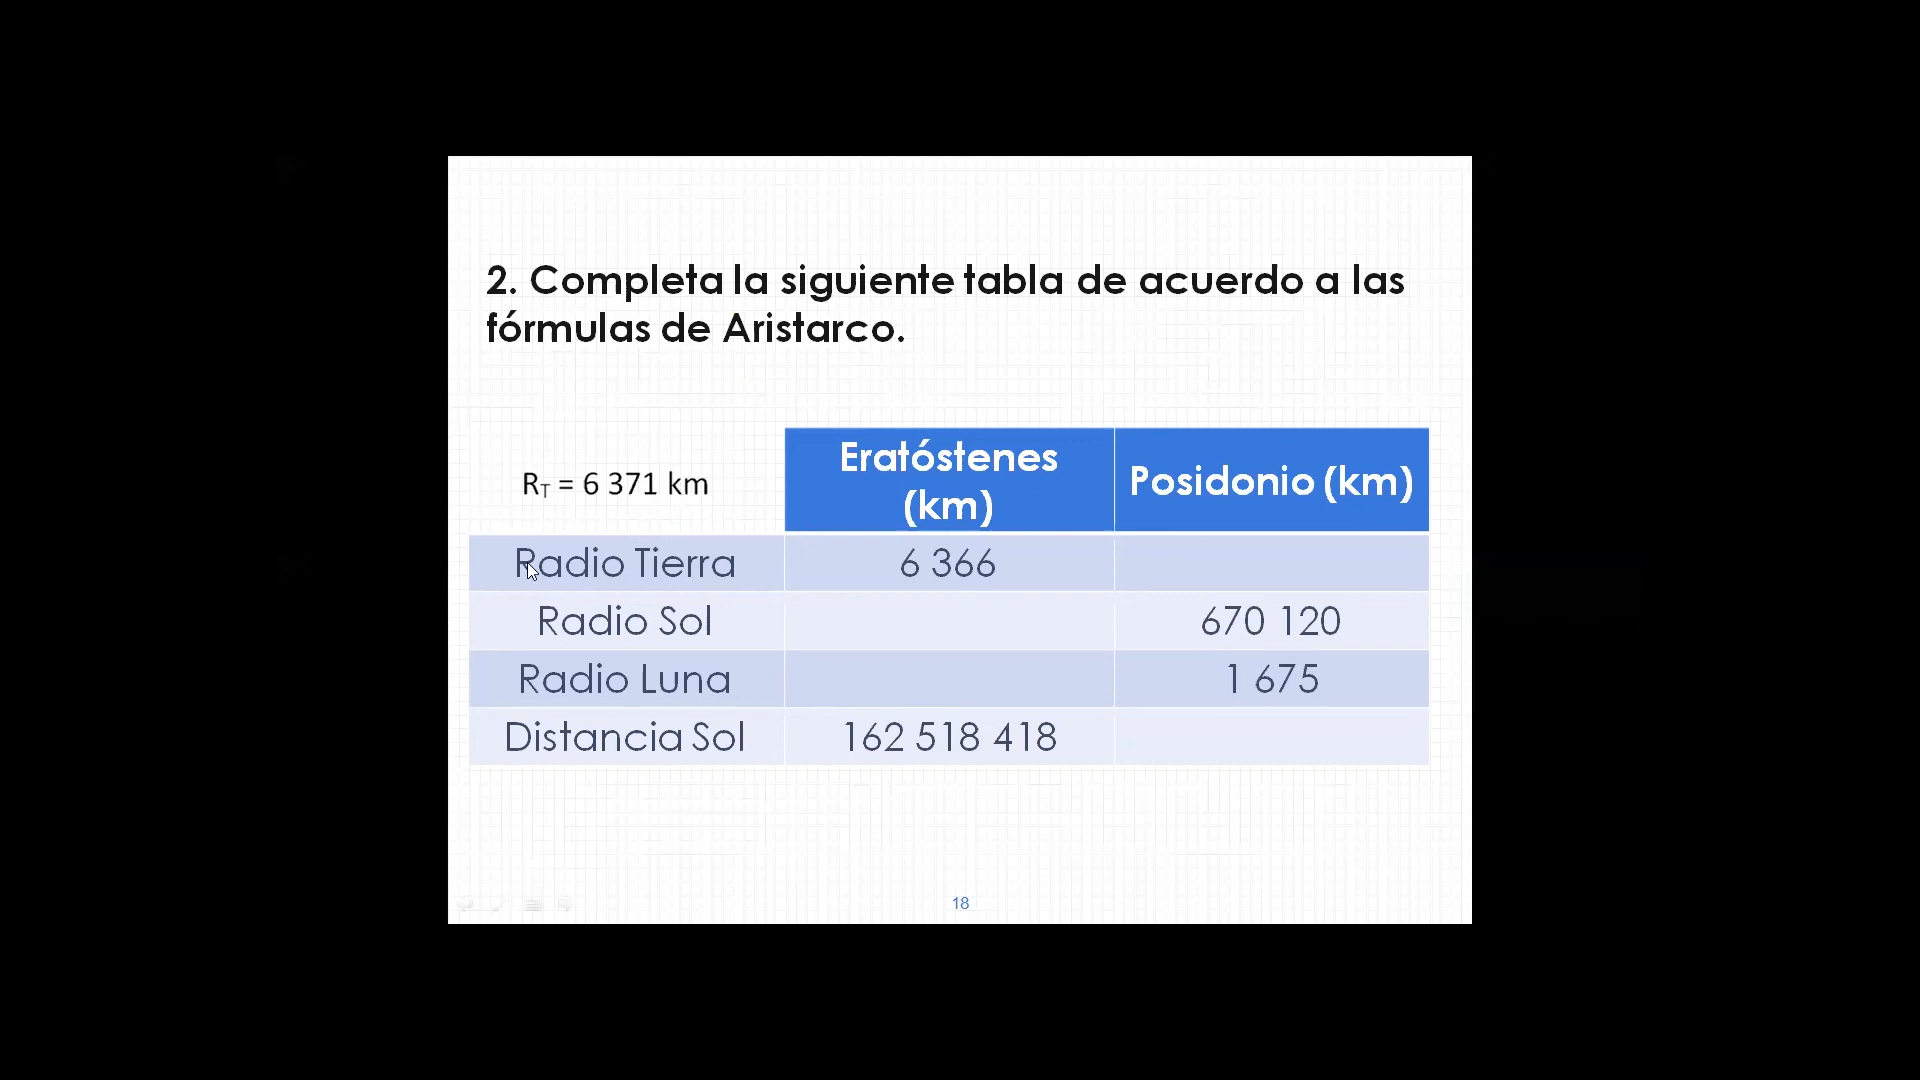 2. Completa la siguiente tabla de acuerdo a las
fórmulas de Aristarco.
R_T = 6 371 km
Eratóstenes
(km)
Posidonio (km)
Radio Tierra 6 366
Radio Sol 670 120
Radio Luna 1 675
Distancia Sol 162 518 418
18